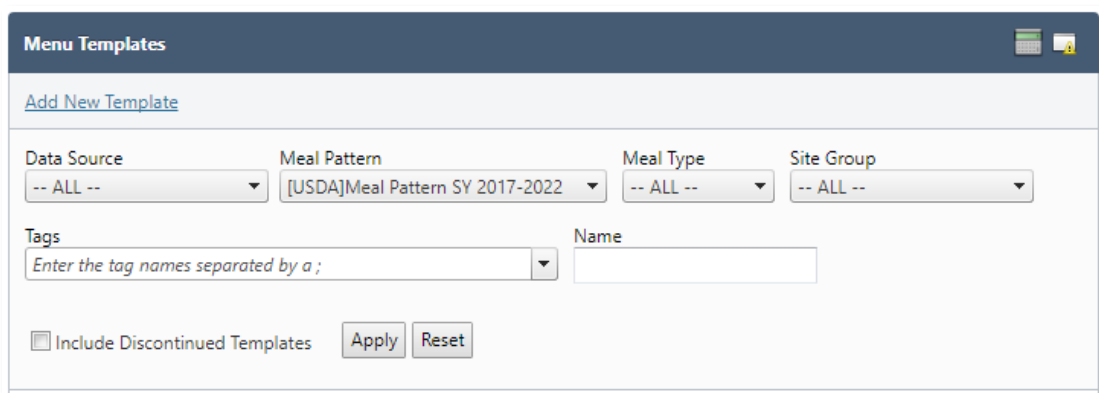 Menu Templates
Add New Template
Data Source Meal Pattern Meal Type Site Group
-- ALL -- [USDA]Meal Pattern SY 2017-2022 -- ALL -- -- ALL --
Tags Name
Enter the tag names separated by a ;
Include Discontinued Templates Apply Reset